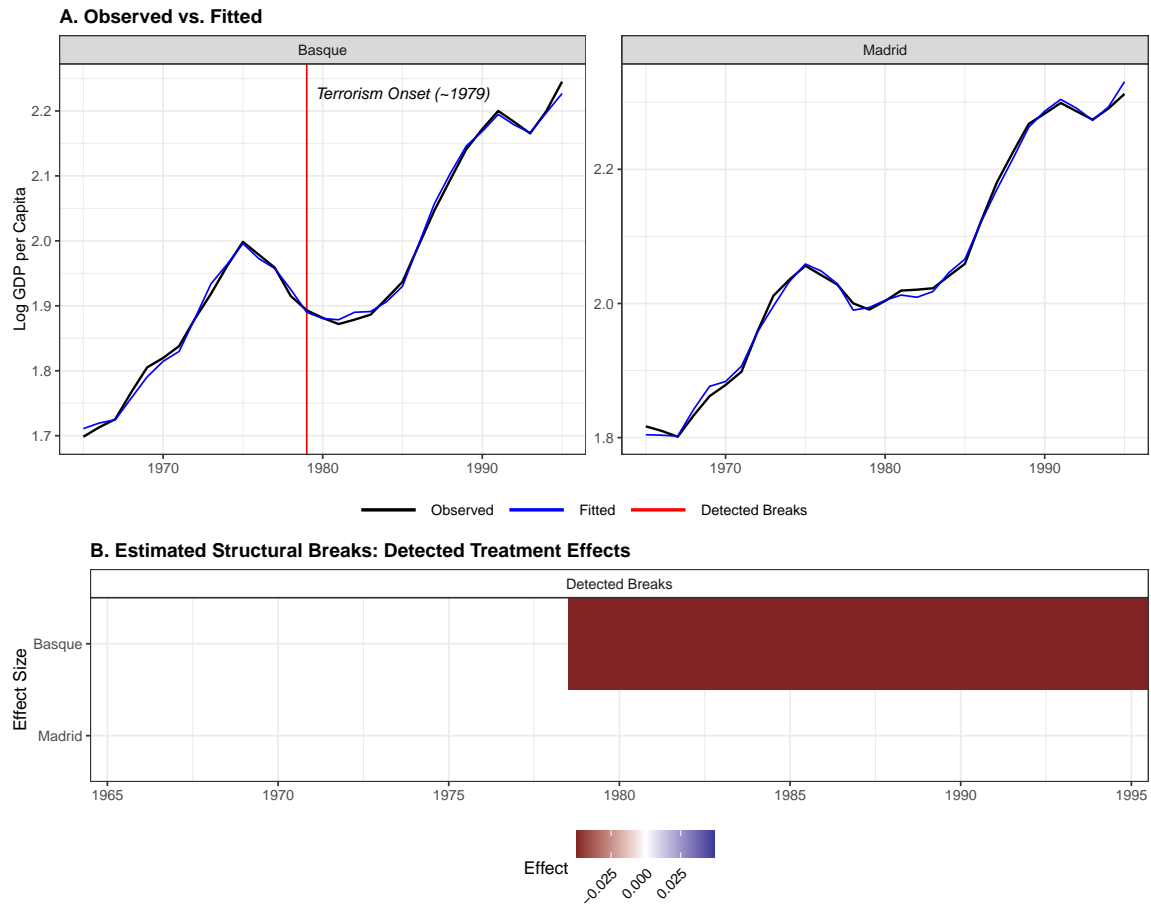 A. Observed vs. Fitted
Basque
Madrid
Terrorism Onset (~1979)
Log GDP per Capita
2.2
2.1
2.0
1.9
1.8
1.7
2.2
2.0
1.8
1970 1980 1990
1970 1980 1990
Observed Fitted Detected Breaks
B. Estimated Structural Breaks: Detected Treatment Effects
Detected Breaks
Effect Size
Basque
Madrid
1965 1970 1975 1980 1985 1990 1995
Effect
−0.025 0.000 0.025